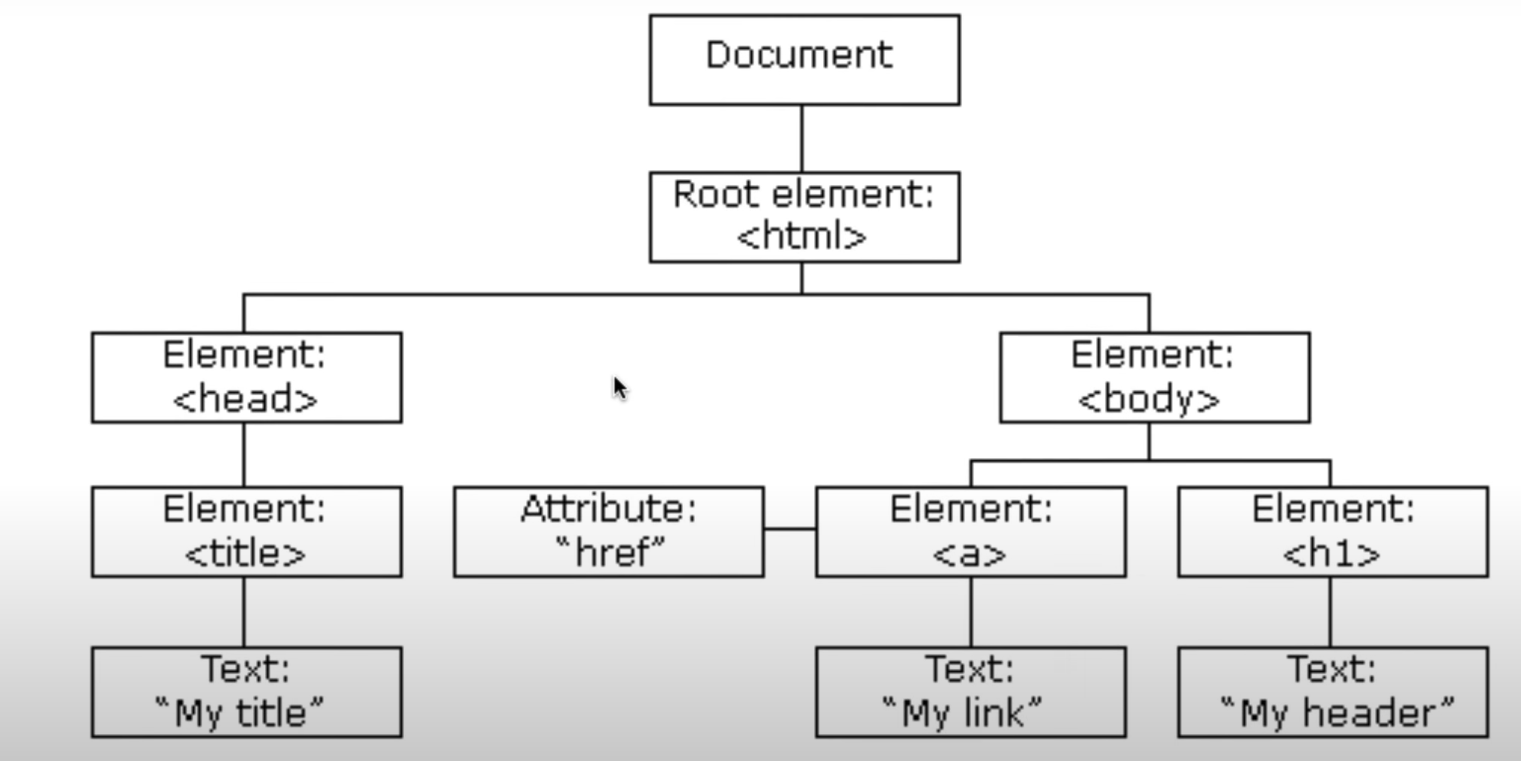 Document
Root element:
<html>
Element:
<head>
Element:
<body>
Element:
<title>
Attribute:
“href”
Element:
<a>
Element:
<h1>
Text:
“My title”
Text:
“My link”
Text:
“My header”